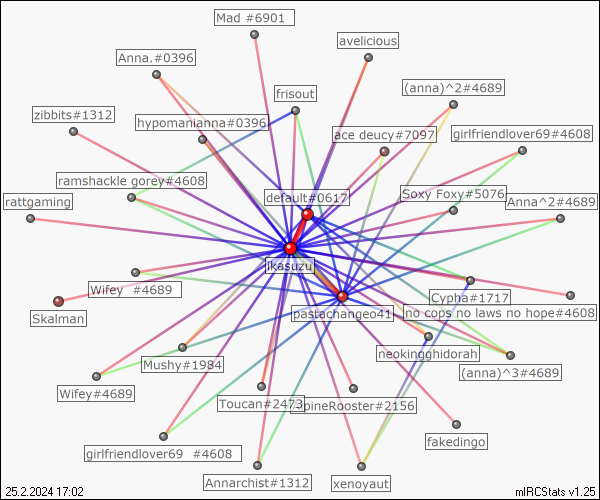 Mad #6901
avelicious
Anna.#0396
frisout
(anna)^2#4689
zibbits#1312
hypomanianna#0396
ace deucy#7097
girlfriendlover69#4608
ramshackle gorey#4608
default#0617
Soxy Foxy#5076
rattgaming
Anna^2#4689
ikasuzu
Wifey #4689
Cypha#1717
Skalman
pastachangeo41
no cops no laws no hope#4608
neokingghidorah
Mushy#1984
(anna)^3#4689
Wifey#4689
Toucan#2473
SpineRooster#2156
fakedingo
girlfriendlover69 #4608
Annarchist#1312
xenoyaut
25.2.2024 17:02
mIRCStats v1.25